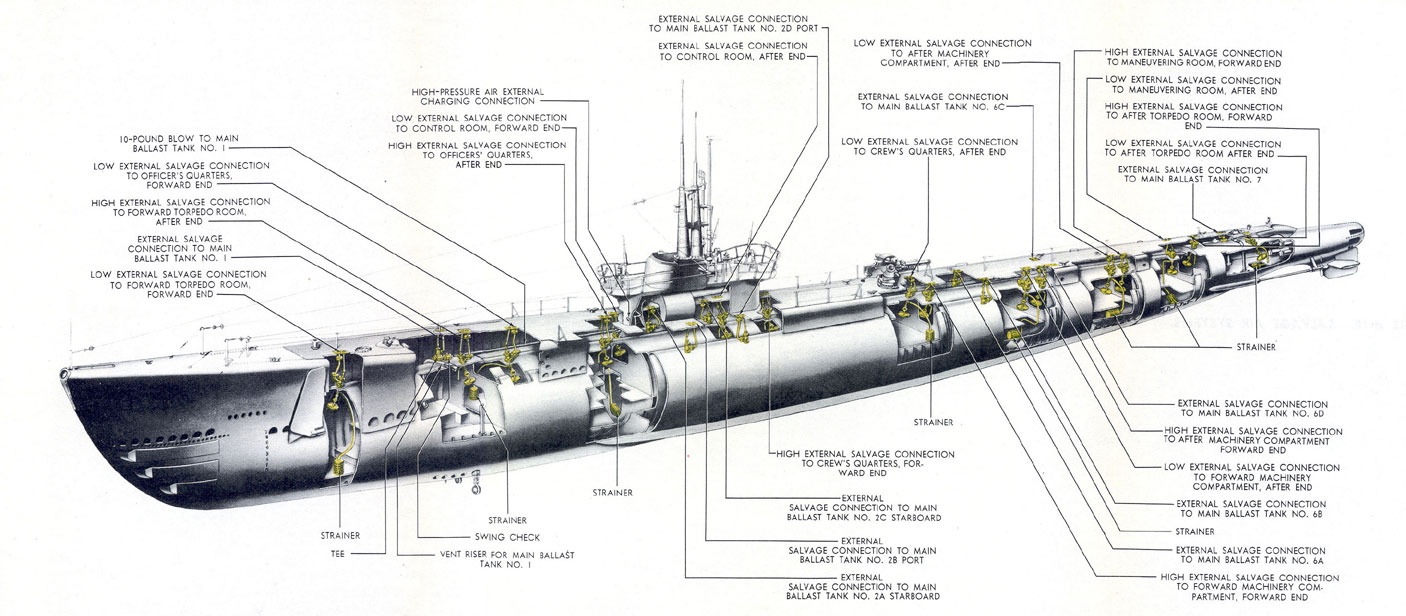 EXTERNAL SALVAGE CONNECTION
TO MAIN BALLAST TANK NO. 2D PORT
EXTERNAL SALVAGE CONNECTION
TO CONTROL ROOM, AFTER END
HIGH-PRESSURE AIR EXTERNAL
CHARGING CONNECTION
LOW EXTERNAL SALVAGE CONNECTION
TO CONTROL ROOM, FORWARD END
HIGH EXTERNAL SALVAGE CONNECTION
TO OFFICERS' QUARTERS,
AFTER END
10-POUND BLOW TO MAIN
BALLAST TANK NO. 1
LOW EXTERNAL SALVAGE CONNECTION
TO OFFICER'S QUARTERS,
FORWARD END
HIGH EXTERNAL SALVAGE CONNECTION
TO FORWARD TORPEDO ROOM,
AFTER END
EXTERNAL SALVAGE
CONNECTION TO MAIN
BALLAST TANK NO. 1
LOW EXTERNAL SALVAGE CONNECTION
TO FORWARD TORPEDO ROOM,
FORWARD END
LOW EXTERNAL SALVAGE CONNECTION
TO AFTER MACHINERY
COMPARTMENT, AFTER END
EXTERNAL SALVAGE CONNECTION
TO MAIN BALLAST TANK NO. 6C
LOW EXTERNAL SALVAGE CONNECTION
TO CREW'S QUARTERS, AFTER END
HIGH EXTERNAL SALVAGE CONNECTION
TO MANEUVERING ROOM, FORWARD END
LOW EXTERNAL SALVAGE CONNECTION
TO MANEUVERING ROOM, AFTER END
HIGH EXTERNAL SALVAGE CONNECTION
TO AFTER TORPEDO ROOM, FORWARD
END
LOW EXTERNAL SALVAGE CONNECTION
TO AFTER TORPEDO ROOM AFTER END
EXTERNAL SALVAGE CONNECTION
TO MAIN BALLAST TANK NO. 7
STRAINER
STRAINER
EXTERNAL SALVAGE CONNECTION
TO MAIN BALLAST TANK NO. 6D
HIGH EXTERNAL SALVAGE CONNECTION
TO AFTER MACHINERY COMPARTMENT
FORWARD END
LOW EXTERNAL SALVAGE CONNECTION
TO FORWARD MACHINERY
COMPARTMENT, AFTER END
EXTERNAL SALVAGE CONNECTION
TO MAIN BALLAST TANK NO. 6B
STRAINER
EXTERNAL SALVAGE CONNECTION
TO MAIN BALLAST TANK NO. 6A
HIGH EXTERNAL SALVAGE CONNECTION
TO FORWARD MACHINERY COM-
PARTMENT, FORWARD END
HIGH EXTERNAL SALVAGE CONNECTION
TO CREW'S QUARTERS, FOR-
WARD END
EXTERNAL
SALVAGE CONNECTION TO MAIN
BALLAST TANK NO. 2C STARBOARD
EXTERNAL
SALVAGE CONNECTION TO MAIN
BALLAST TANK NO. 2B PORT
EXTERNAL
SALVAGE CONNECTION TO MAIN
BALLAST TANK NO. 2A STARBOARD
STRAINER
STRAINER
SWING CHECK
VENT RISER FOR MAIN BALLAST
TANK NO. 1
STRAINER
TEE